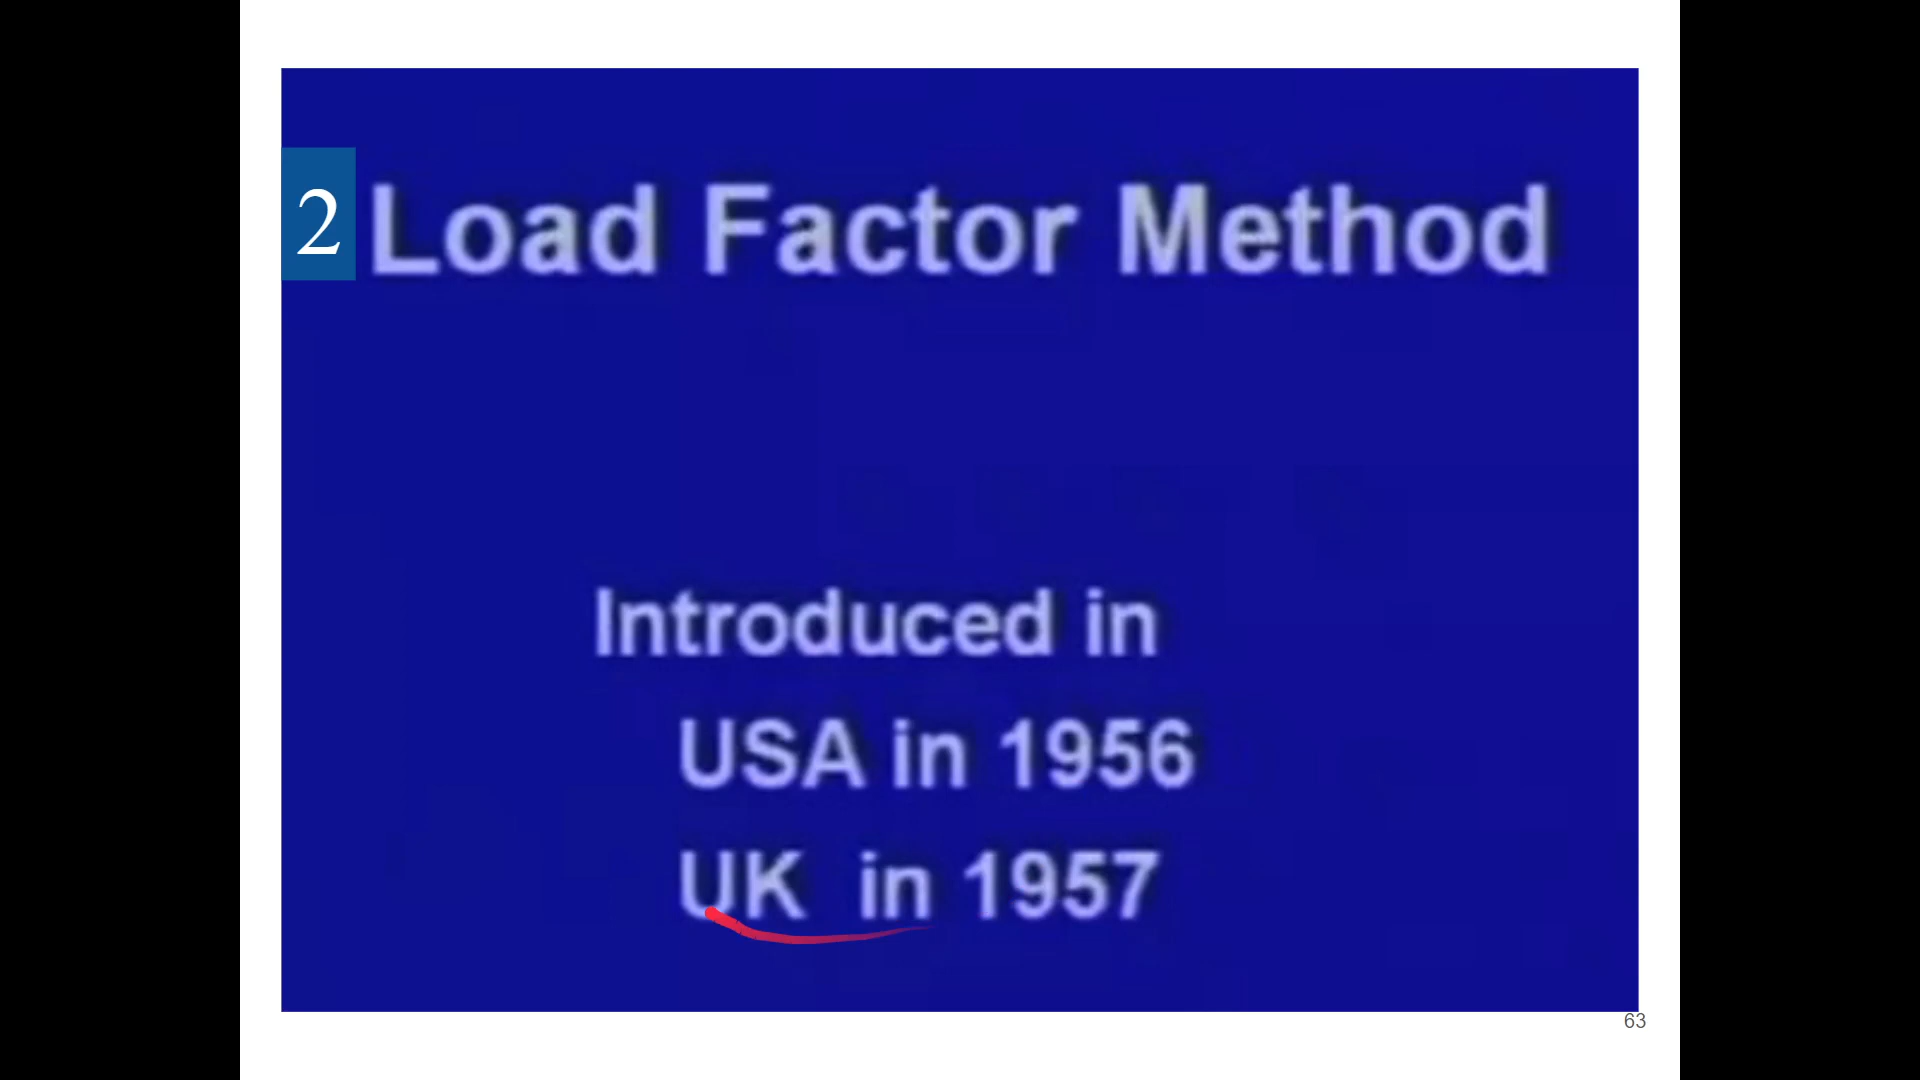 2 Load Factor Method
Introduced in
USA in 1956
UK in 1957
63